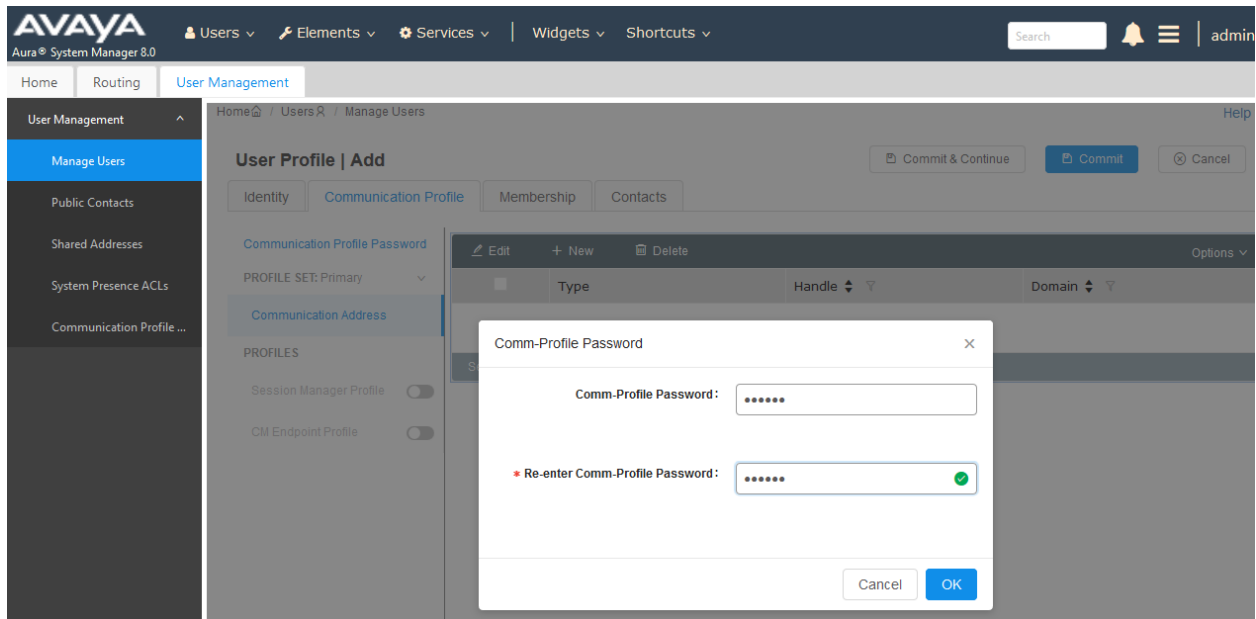 AVAYA
Aura® System Manager 8.0
Users Elements Services | Widgets Shortcuts Search admin
Home Routing User Management
User Management
Manage Users
Public Contacts
Shared Addresses
System Presence ACLs
Communication Profile ...
Home / Users / Manage Users Help
User Profile | Add Commit & Continue Commit Cancel
Identity Communication Profile Membership Contacts
Communication Profile Password
PROFILE SET: Primary
Communication Address
PROFILES
Session Manager Profile
CM Endpoint Profile
Edit + New Delete Options
Type Handle Domain
Comm-Profile Password
Comm-Profile Password: ••••••
* Re-enter Comm-Profile Password: ••••••
Cancel OK